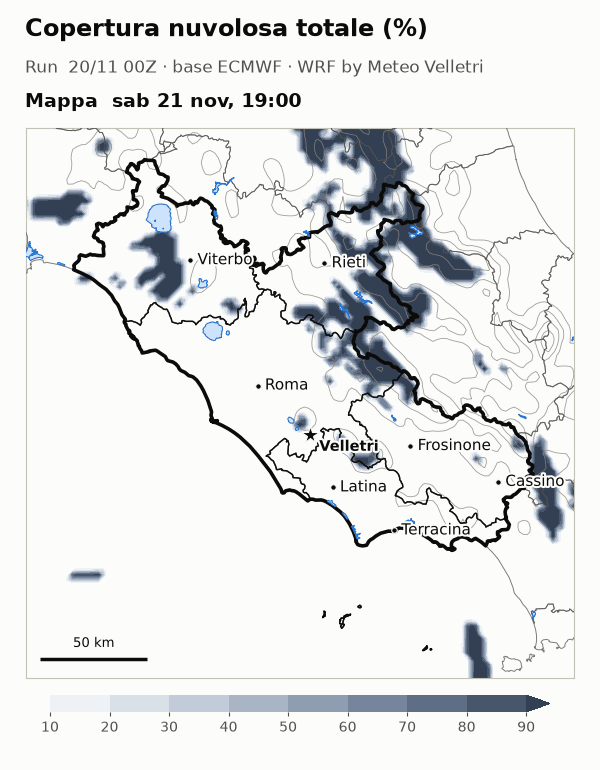 Copertura nuvolosa totale (%)
Run  20/11 00Z · base ECMWF · WRF by Meteo Velletri
Mappa  sab 21 nov, 19:00
Viterbo
Rieti
Roma
Velletri
Frosinone
Latina
Cassino
Terracina
50 km
10 20 30 40 50 60 70 80 90